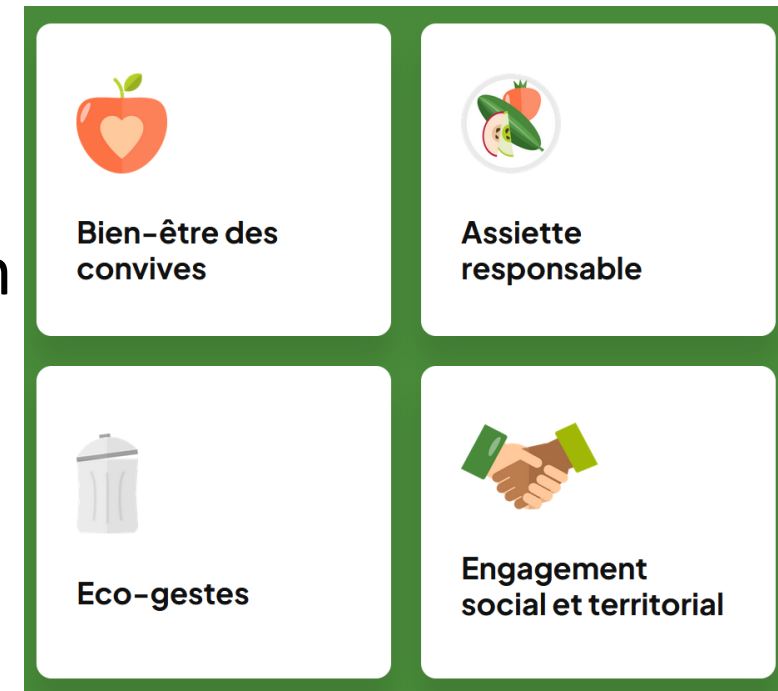 Bien-être des
convives
Assiette
responsable
Eco-gestes
Engagement
social et territorial